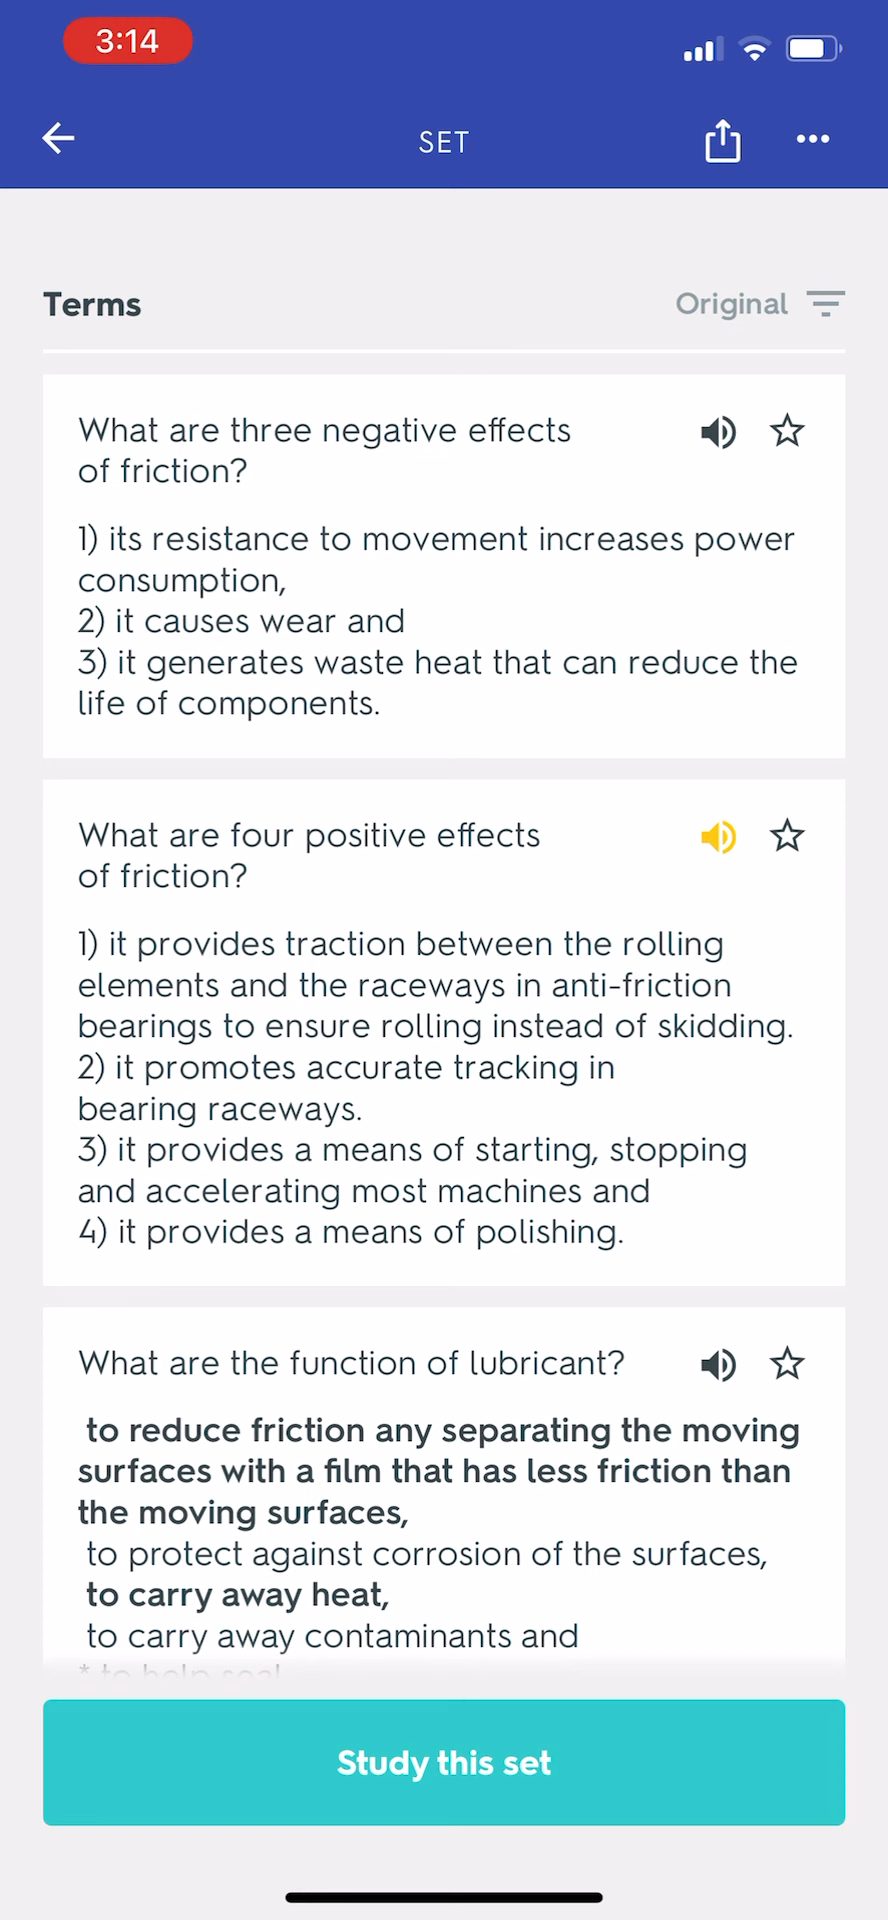 3:14
SET
Terms
Original
What are three negative effects
of friction?
1) its resistance to movement increases power
consumption,
2) it causes wear and
3) it generates waste heat that can reduce the
life of components.
What are four positive effects
of friction?
1) it provides traction between the rolling
elements and the raceways in anti-friction
bearings to ensure rolling instead of skidding.
2) it promotes accurate tracking in
bearing raceways.
3) it provides a means of starting, stopping
and accelerating most machines and
4) it provides a means of polishing.
What are the function of lubricant?
to reduce friction any separating the moving
surfaces with a film that has less friction than
the moving surfaces,
to protect against corrosion of the surfaces,
to carry away heat,
to carry away contaminants and
* to help seal
Study this set